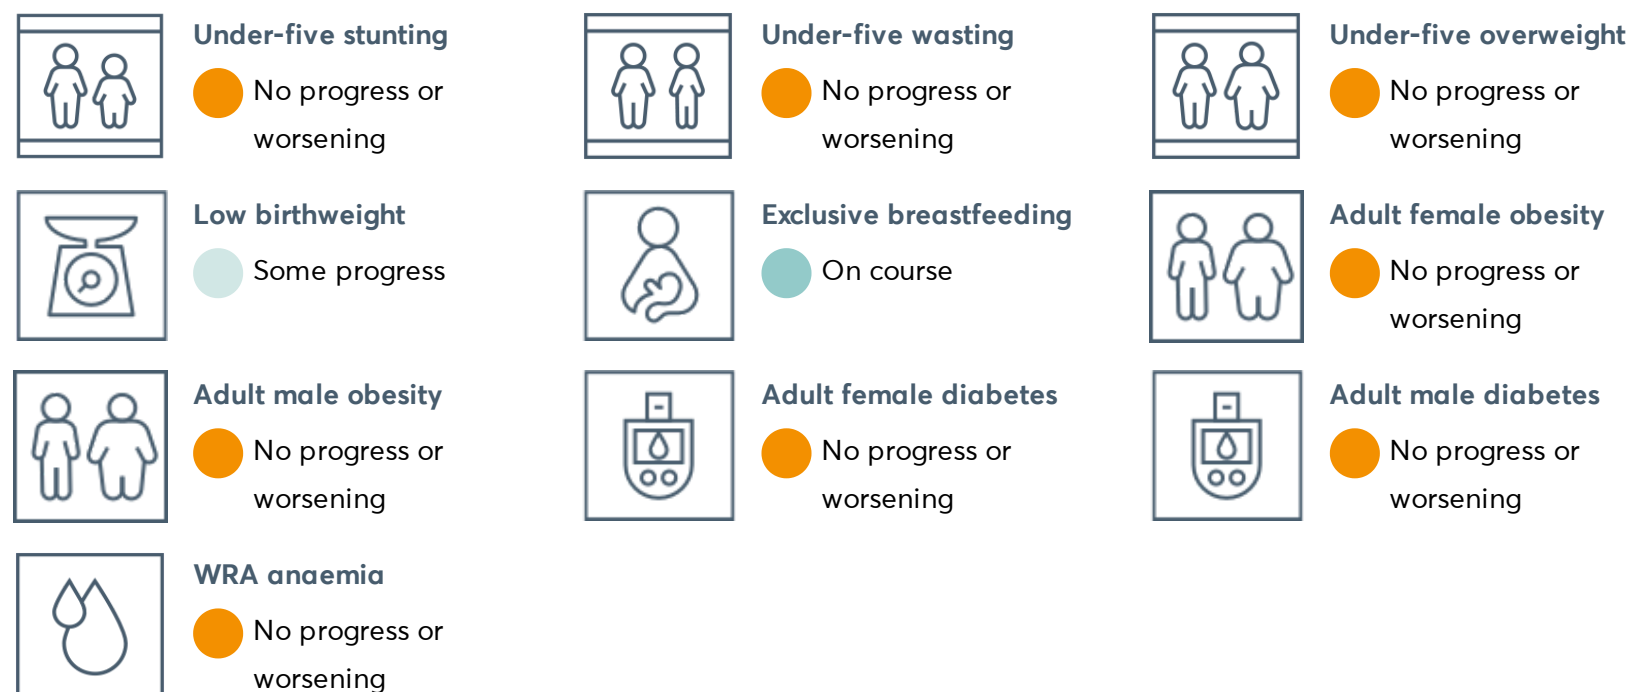 Under-five stunting
No progress or
worsening
Under-five wasting
No progress or
worsening
Under-five overweight
No progress or
worsening
Low birthweight
Some progress
Exclusive breastfeeding
On course
Adult female obesity
No progress or
worsening
Adult male obesity
No progress or
worsening
Adult female diabetes
No progress or
worsening
Adult male diabetes
No progress or
worsening
WRA anaemia
No progress or
worsening